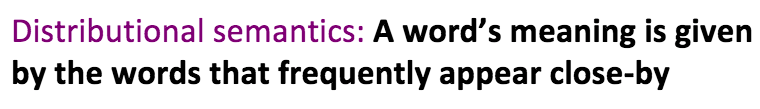 Distributional semantics: A word’s meaning is given
by the words that frequently appear close-by